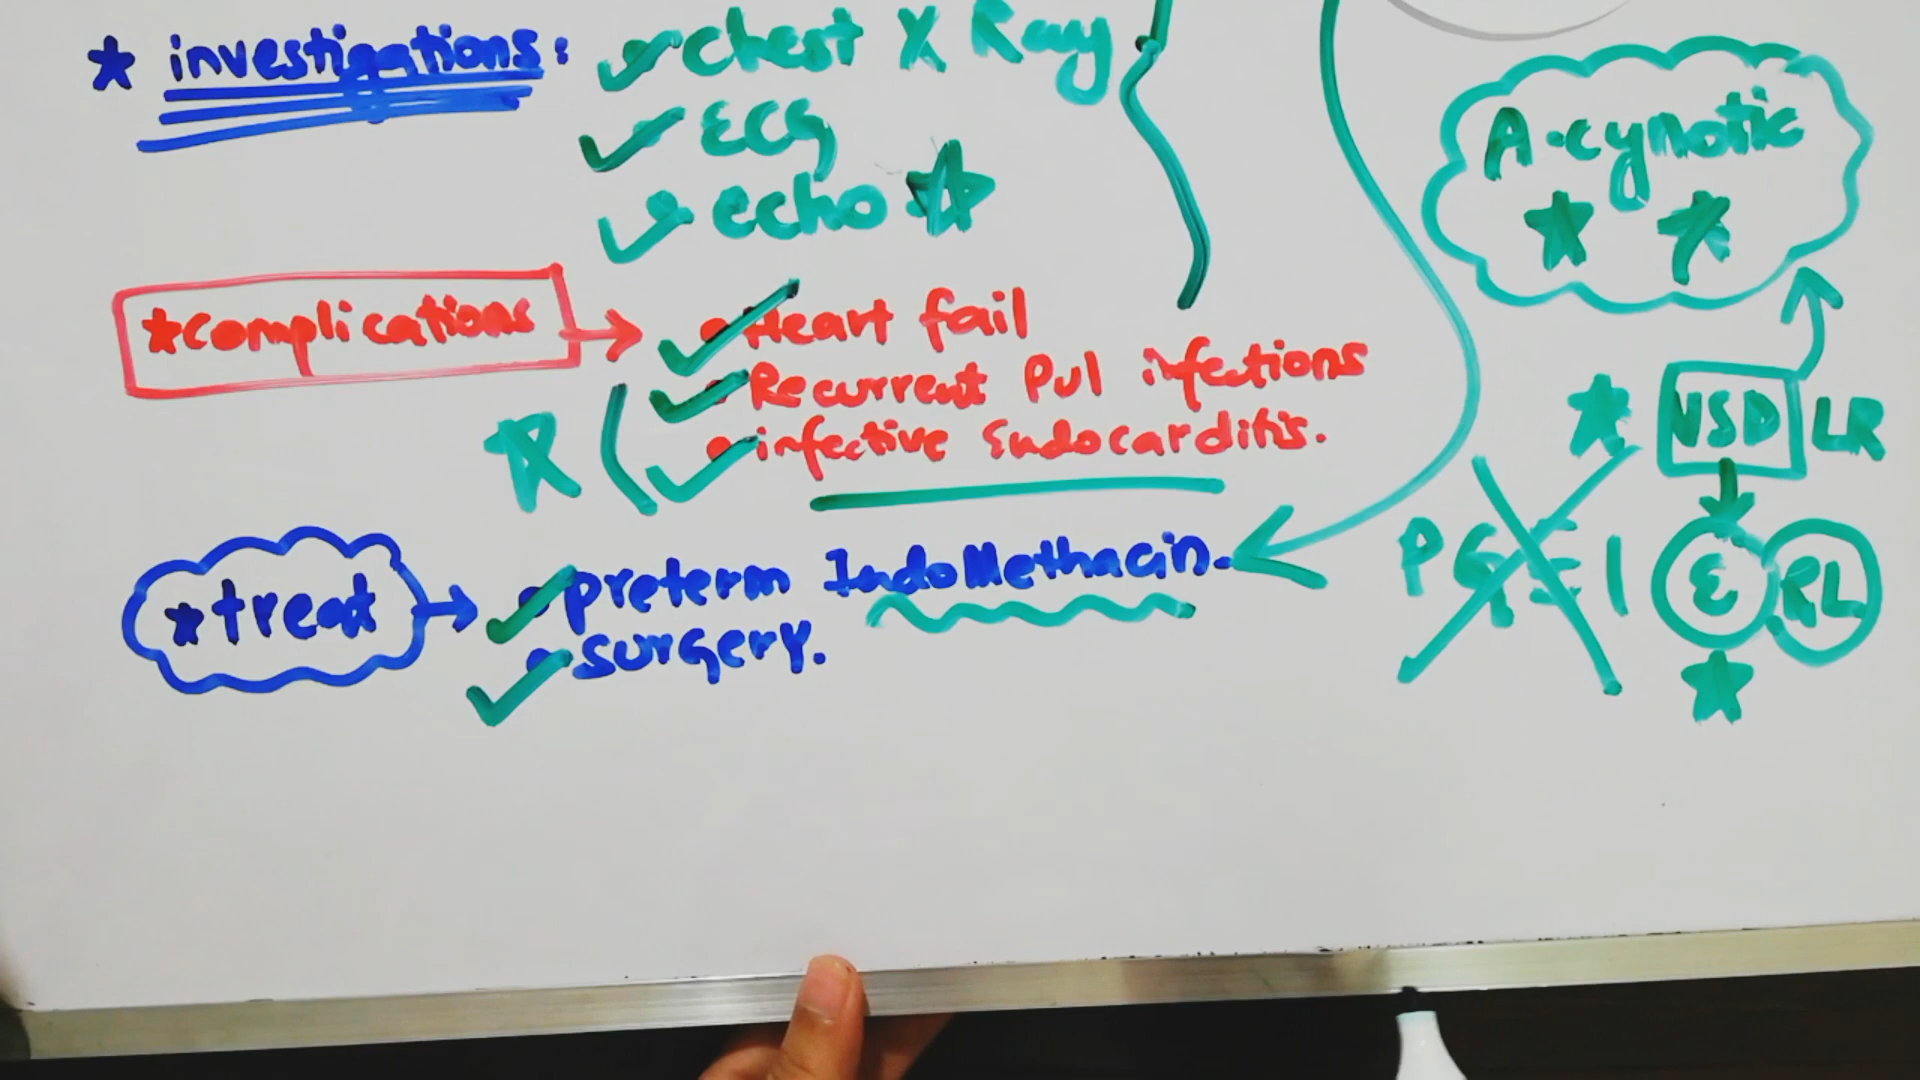 ★ investigations: ✓ Chest X Ray
✓ ECG
✓ echo ★
A-cynotic
★ ★
★complications → • Heart fail
• Recurrent Pul infections
• infective Endocarditis.
★ VSD LR
★treat → • preterm IndoMethacin.
• surgery.
PGE1
E RL